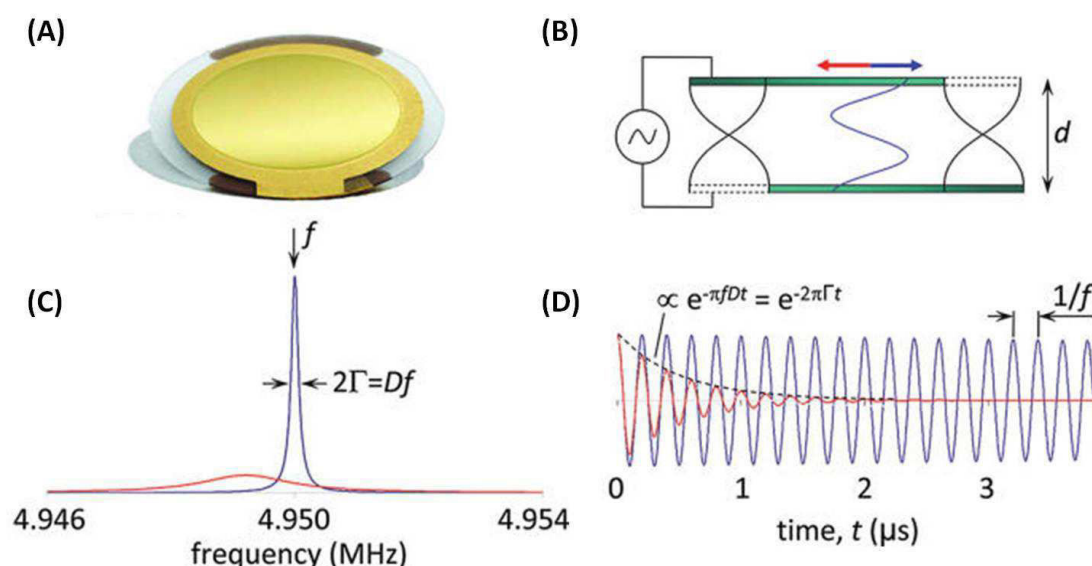 (A)
(B)
d
(C)
f
2Γ=Df
4.946
4.950
4.954
frequency (MHz)
(D)
∝ e-πfDt = e-2πΓt
1/f
0
1
2
3
time, t (μs)